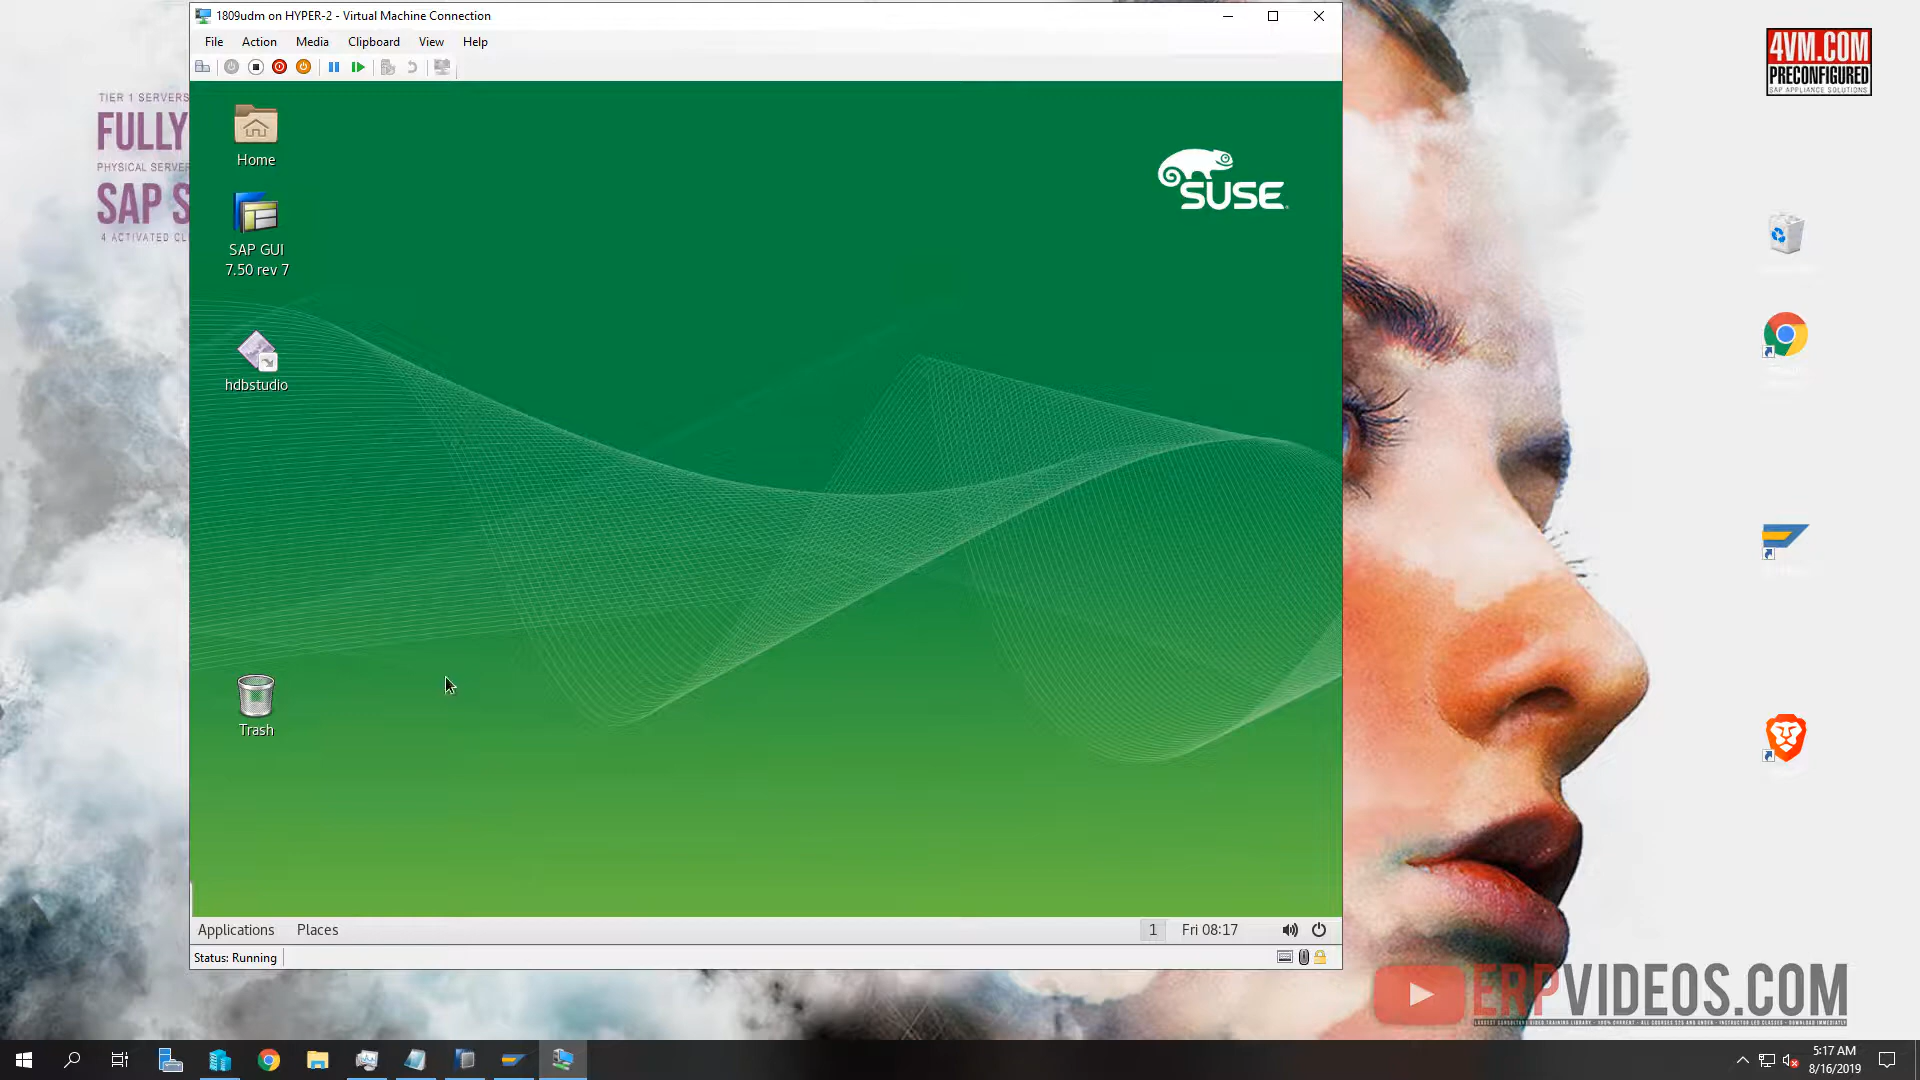 1809udm on HYPER-2 - Virtual Machine Connection
File Action Media Clipboard View Help
TIER 1 SERVERS
FULLY
PHYSICAL SERVER
SAP S
4 ACTIVATED CL
4VM.COM
PRECONFIGURED
SAP APPLIANCE SOLUTIONS
Home
SUSE
SAP GUI
7.50 rev 7
hdbstudio
Trash
Applications Places
1 Fri 08:17
Status: Running
ERPVIDEOS.COM
5:17 AM
8/16/2019